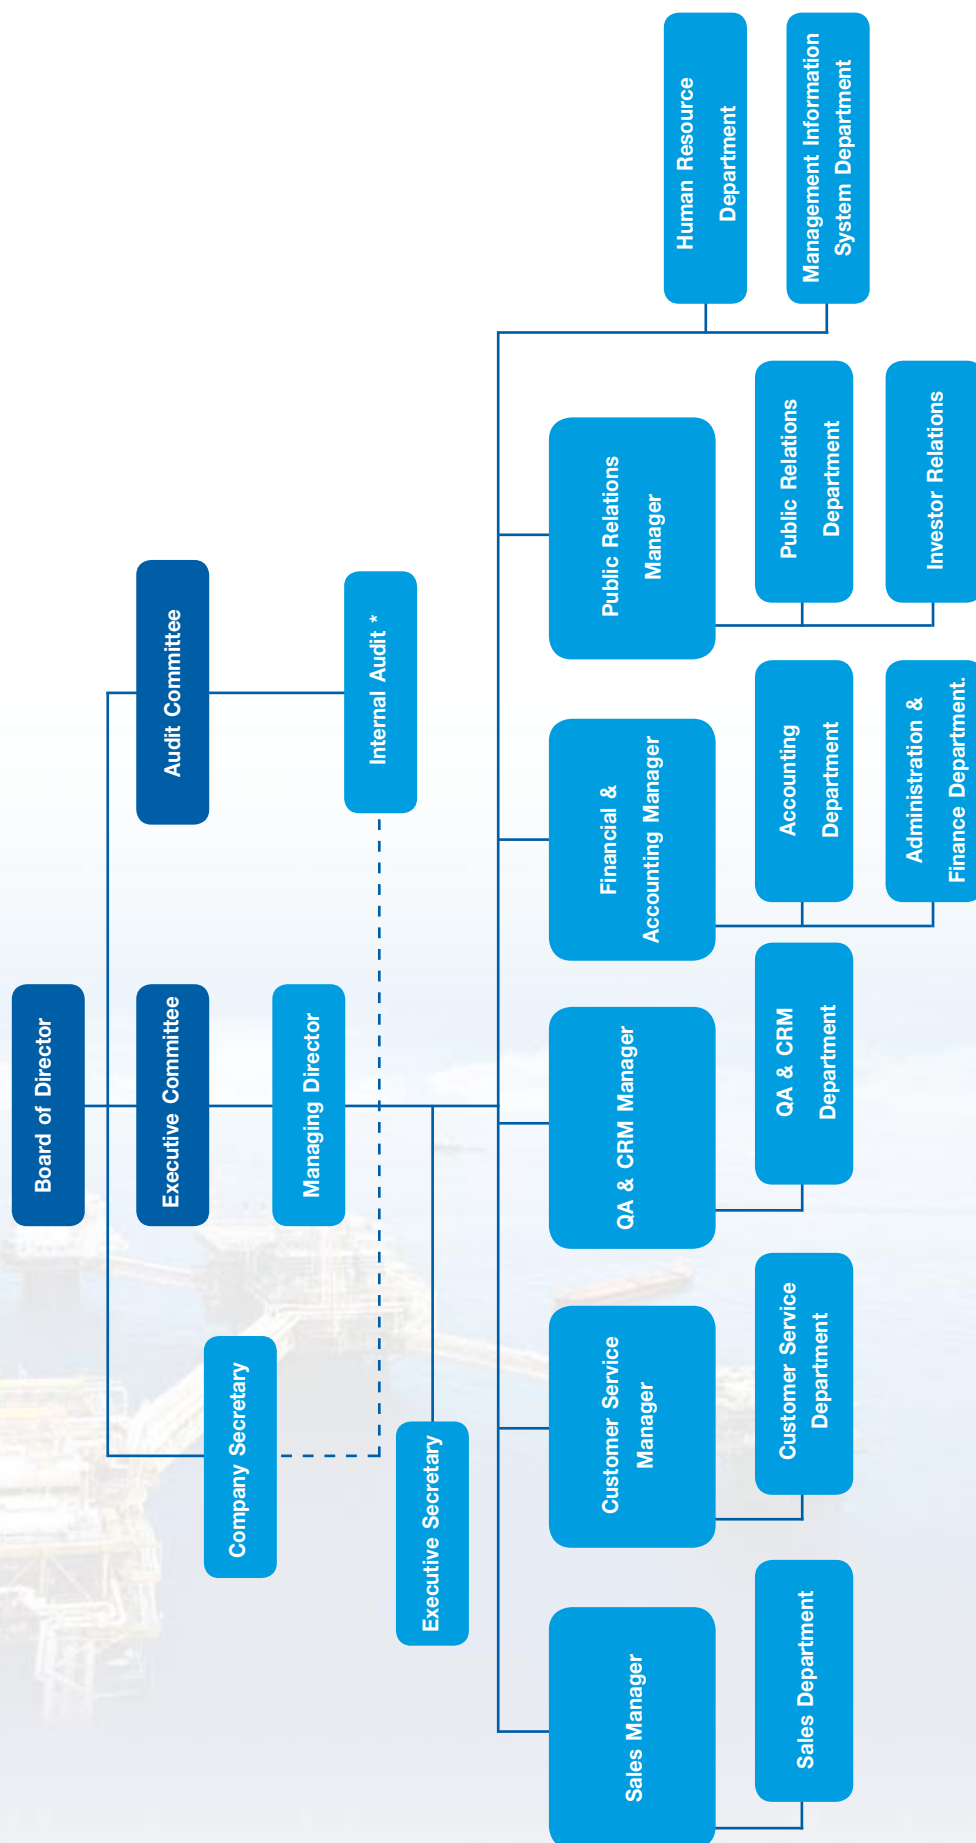 Board of Director
Audit Committee
Executive Committee
Company Secretary
Managing Director
Internal Audit *
Executive Secretary
Sales Manager
Customer Service
Manager
QA & CRM Manager
Financial &
Accounting Manager
Public Relations
Manager
Human Resource
Department
Management Information
System Department
Sales Department
Customer Service
Department
QA & CRM
Department
Accounting
Department
Administration &
Finance Department.
Public Relations
Department
Investor Relations